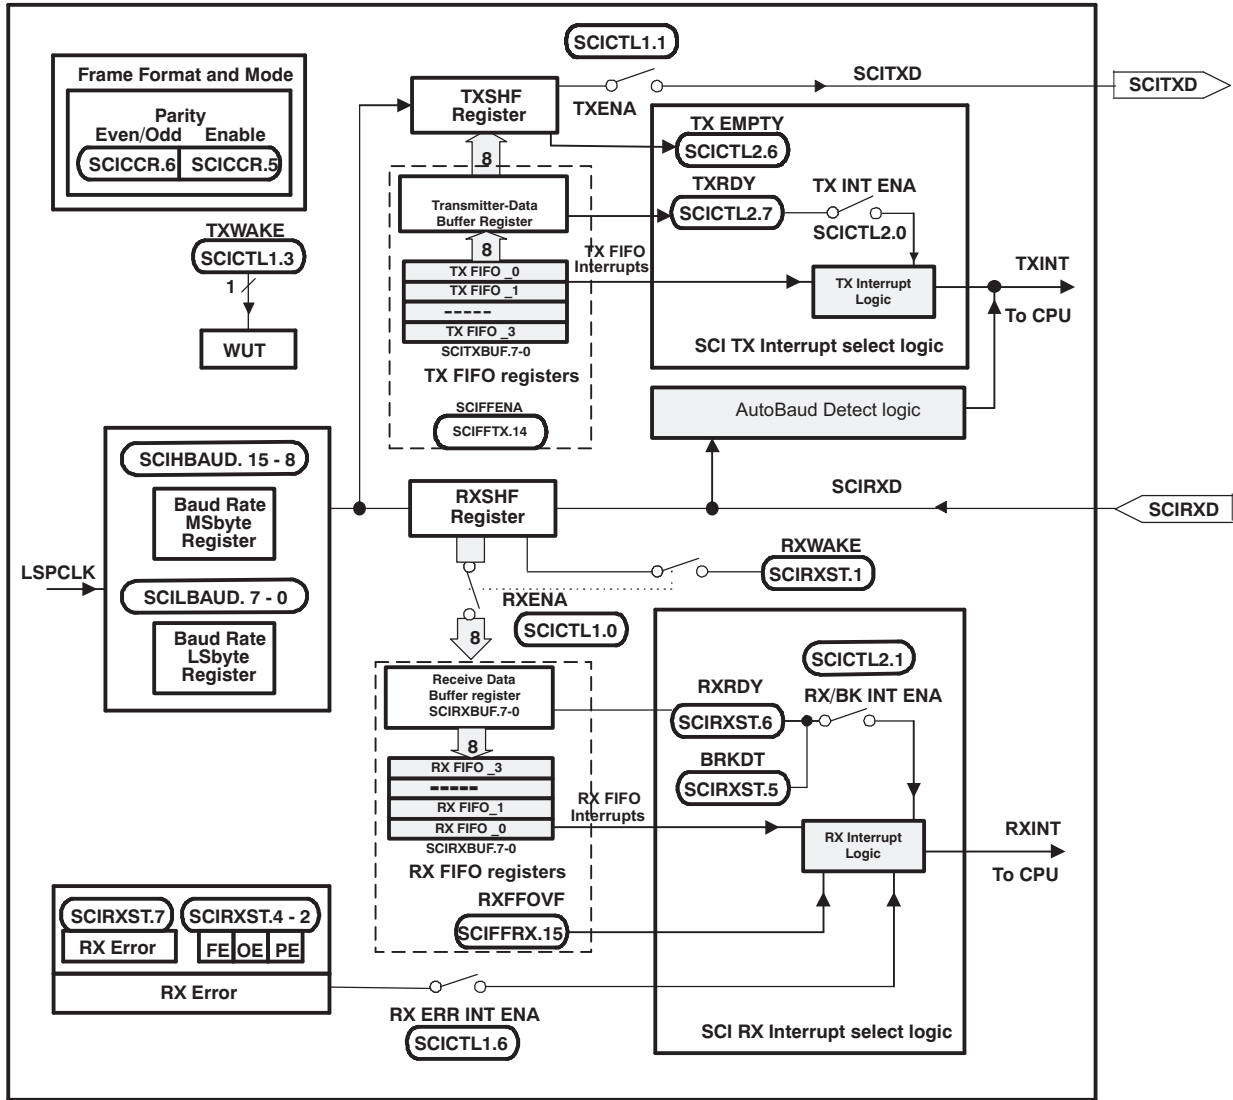 SCICTL1.1
Frame Format and Mode
Parity
Even/Odd Enable
SCICCR.6 SCICCR.5
TXSHF
Register
TXENA
SCITXD
SCITXD
TX EMPTY
SCICTL2.6
8
TXWAKE
SCICTL1.3
1
WUT
Transmitter-Data
Buffer Register
8
TXRDY
SCICTL2.7
TX INT ENA
SCICTL2.0
TX FIFO _0
TX FIFO _1
-----
TX FIFO _3
SCITXBUF.7-0
TX FIFO registers
SCIFFENA
SCIFFTX.14
TX FIFO
Interrupts
TX Interrupt
Logic
TXINT
To CPU
SCI TX Interrupt select logic
AutoBaud Detect logic
LSPCLK
SCIHBAUD. 15 - 8
Baud Rate
MSbyte
Register
SCILBAUD. 7 - 0
Baud Rate
LSbyte
Register
RXSHF
Register
SCIRXD
SCIRXD
RXWAKE
SCIRXST.1
RXENA
SCICTL1.0
8
Receive Data
Buffer register
SCIRXBUF.7-0
8
RX FIFO _3
-----
RX FIFO_1
RX FIFO _0
SCIRXBUF.7-0
RX FIFO registers
RXFFOVF
SCIFFRX.15
RX FIFO
Interrupts
SCICTL2.1
RXRDY
RX/BK INT ENA
SCIRXST.6
BRKDT
SCIRXST.5
RX Interrupt
Logic
RXINT
To CPU
SCI RX Interrupt select logic
SCIRXST.7 SCIRXST.4 - 2
RX Error FE OE PE
RX Error
RX ERR INT ENA
SCICTL1.6